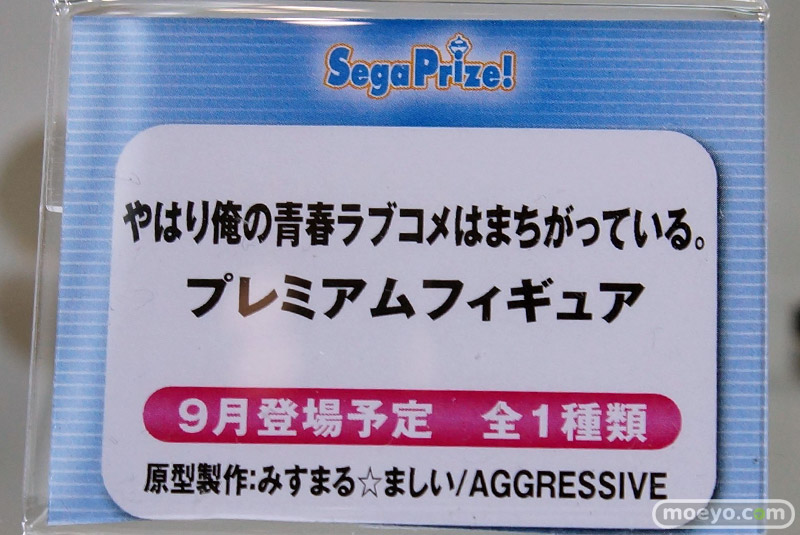 SegaPrize!
やはり俺の青春ラブコメはまちがっている。
プレミアムフィギュア
9月登場予定 全1種類
原型製作:みすまる☆ましい/AGGRESSIVE
moeyo.com